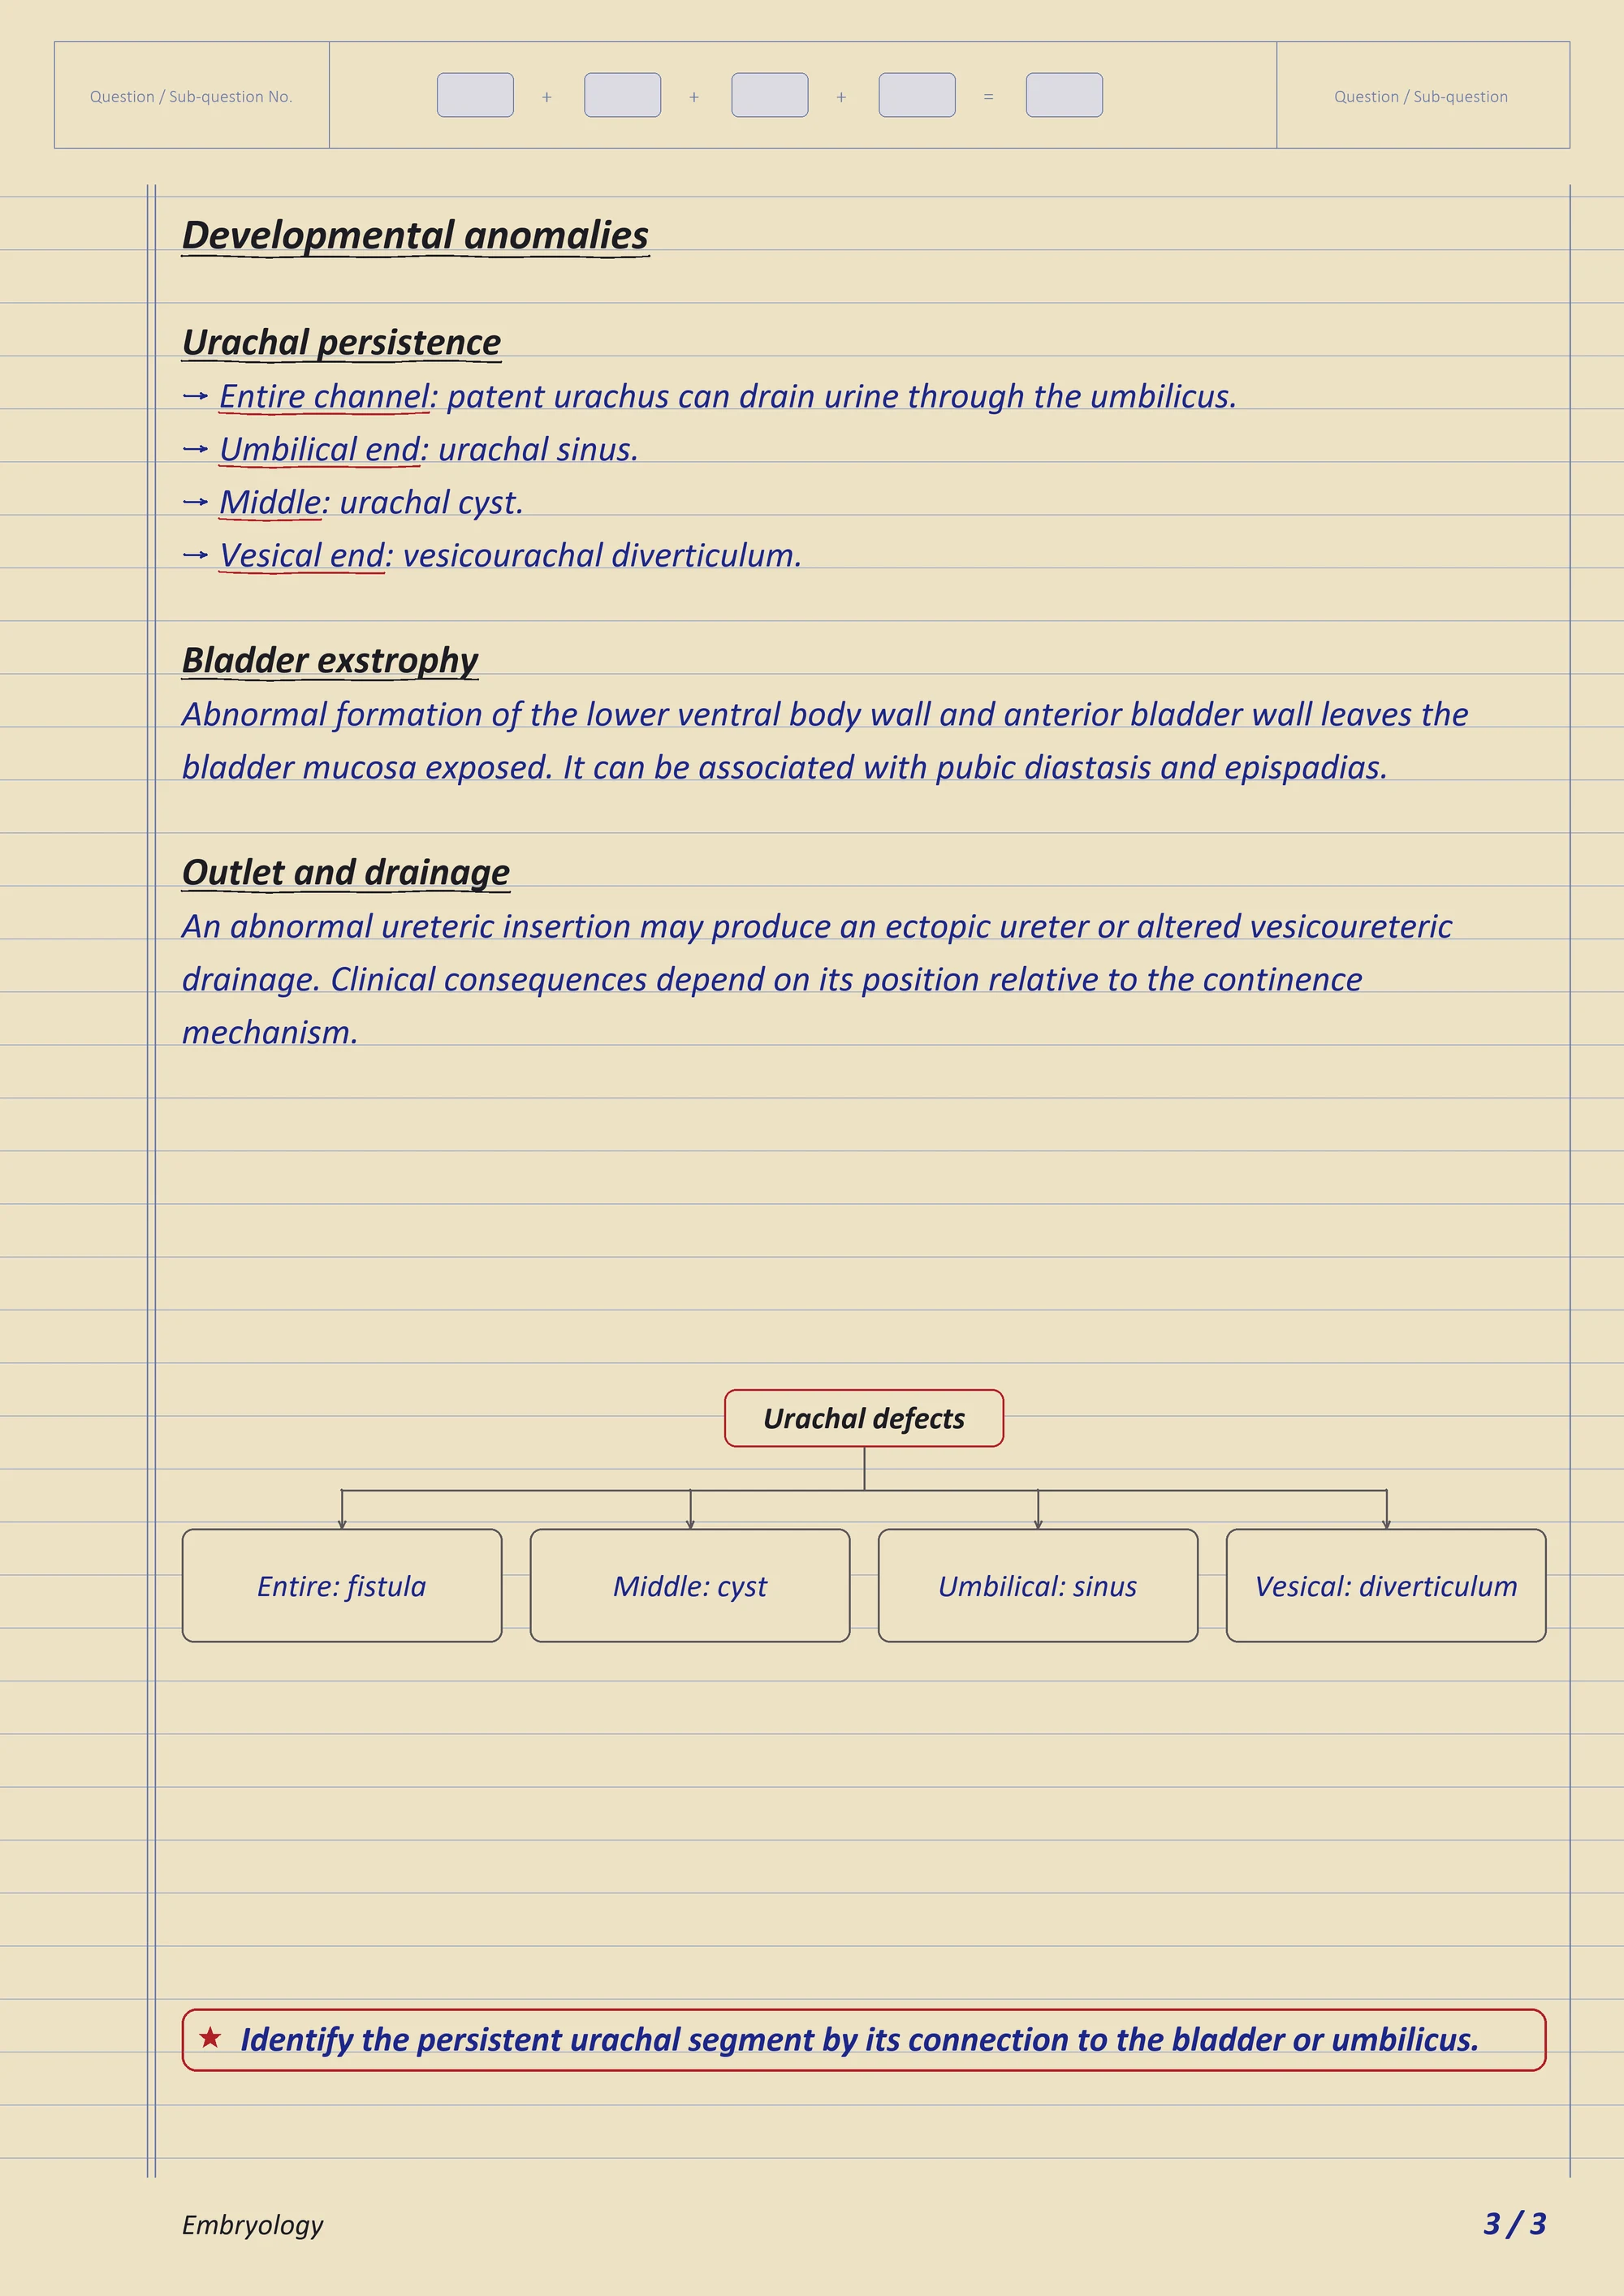 Question / Sub-question No.
+ + + =
Question / Sub-question
Developmental anomalies
Urachal persistence
→ Entire channel: patent urachus can drain urine through the umbilicus.
→ Umbilical end: urachal sinus.
→ Middle: urachal cyst.
→ Vesical end: vesicourachal diverticulum.
Bladder exstrophy
Abnormal formation of the lower ventral body wall and anterior bladder wall leaves the
bladder mucosa exposed. It can be associated with pubic diastasis and epispadias.
Outlet and drainage
An abnormal ureteric insertion may produce an ectopic ureter or altered vesicoureteric
drainage. Clinical consequences depend on its position relative to the continence
mechanism.
Urachal defects
Entire: fistula
Middle: cyst
Umbilical: sinus
Vesical: diverticulum
★ Identify the persistent urachal segment by its connection to the bladder or umbilicus.
Embryology
3 / 3